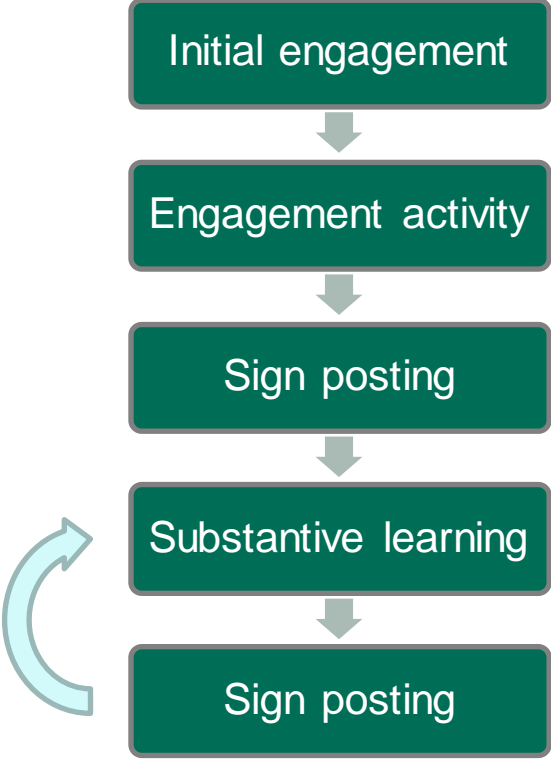 Initial engagement
Engagement activity
Sign posting
Substantive learning
Sign posting